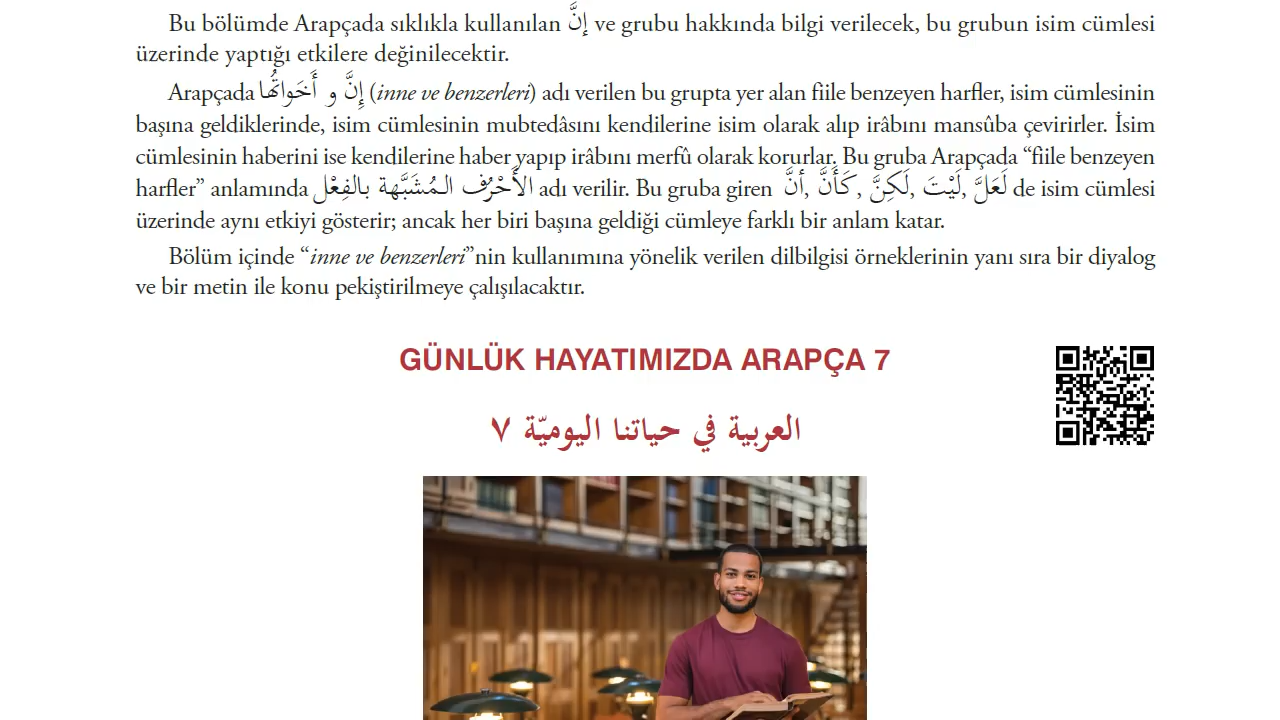 Bu bölümde Arapçada sıklıkla kullanılan إِنَّ ve grubu hakkında bilgi verilecek, bu grubun isim cümlesi
üzerinde yaptığı etkilere değinilecektir.
Arapçada إِنَّ و أَخَوَاتُهَا (inne ve benzerleri) adı verilen bu grupta yer alan fiile benzeyen harfler, isim cümlesinin
başına geldiklerinde, isim cümlesinin mubtedâsını kendilerine isim olarak alıp irâbını mansûba çevirirler. İsim
cümlesinin haberini ise kendilerine haber yapıp irâbını merfû olarak korurlar. Bu gruba Arapçada “fiile benzeyen
harfler” anlamında الأَحْرُف المُشَبَّهة بالفِعْل adı verilir. Bu gruba giren أنَّ, كَأَنَّ, لَكِنَّ, لَيْتَ, لَعَلَّ de isim cümlesi
üzerinde aynı etkiyi gösterir; ancak her biri başına geldiği cümleye farklı bir anlam katar.
Bölüm içinde “inne ve benzerleri”nin kullanımına yönelik verilen dilbilgisi örneklerinin yanı sıra bir diyalog
ve bir metin ile konu pekiştirilmeye çalışılacaktır.
GÜNLÜK HAYATIMIZDA ARAPÇA 7
العربية في حياتنا اليوميّة ٧